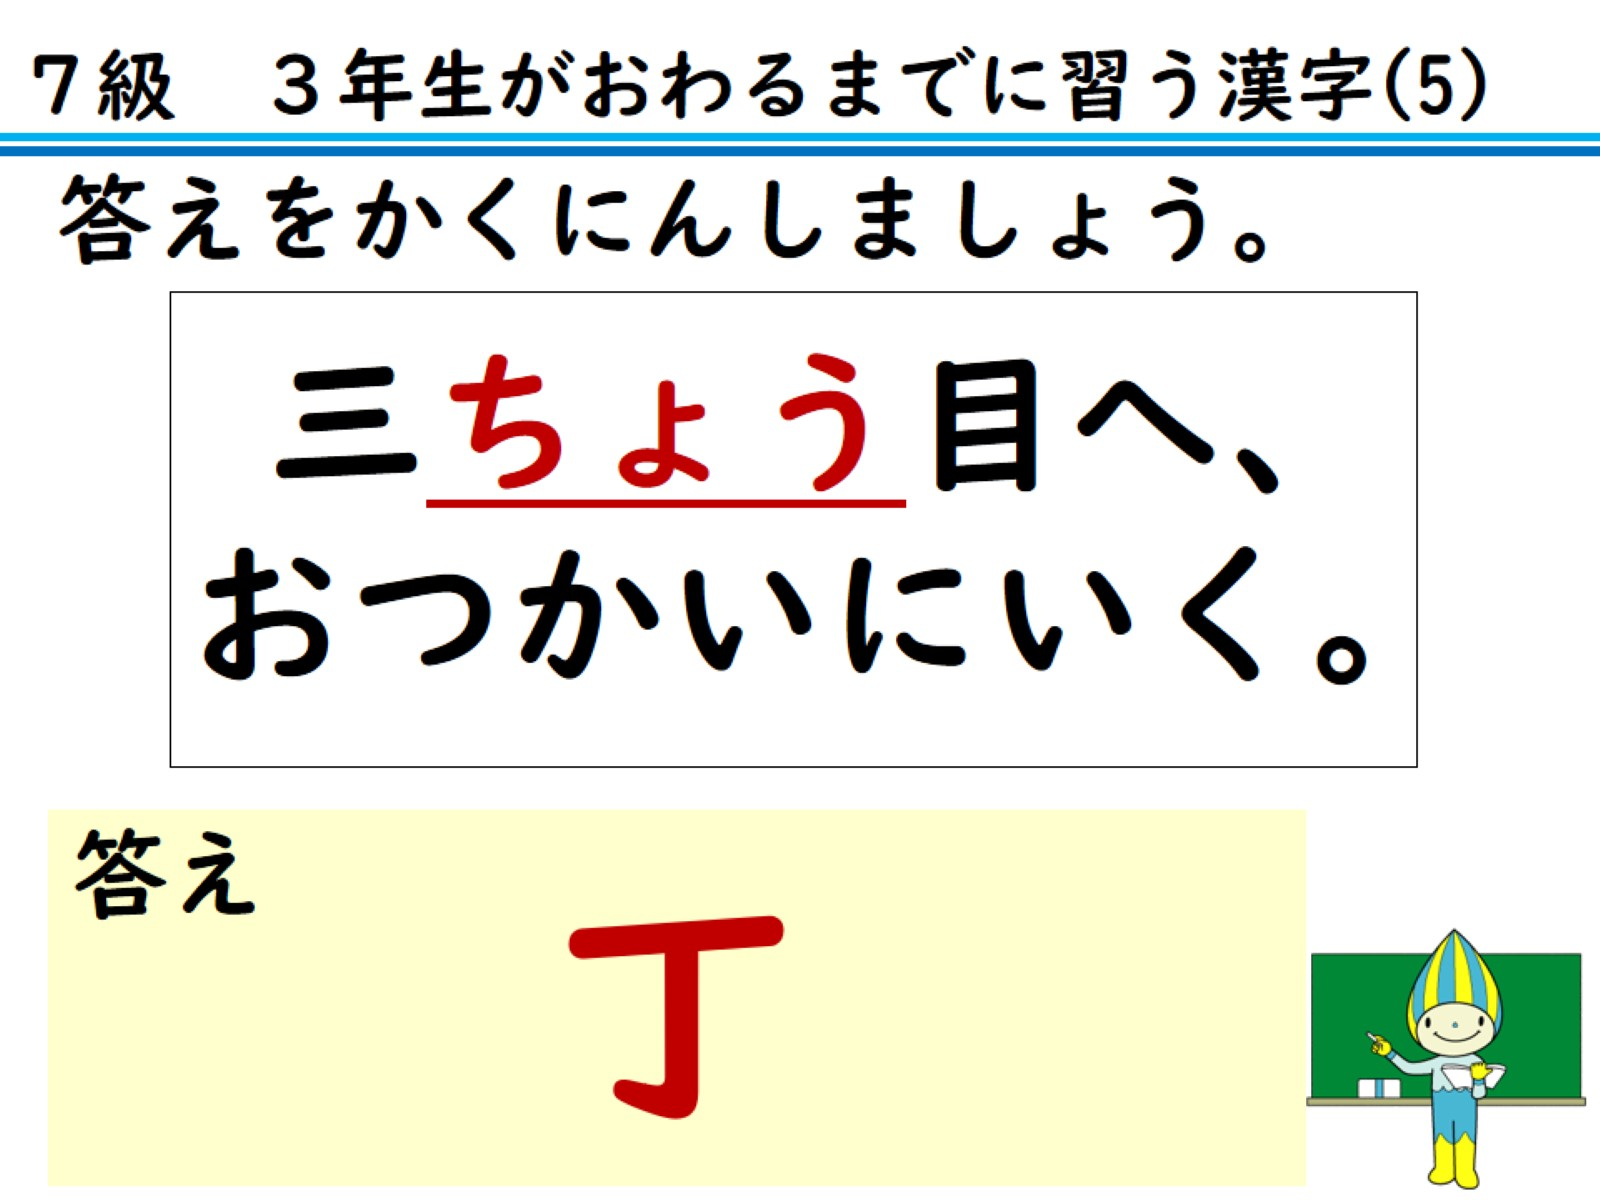 ７級　３年生がおわるまでに習う漢字(5)
答えをかくにんしましょう。
三ちょう目へ、
おつかいにいく。
答え
丁